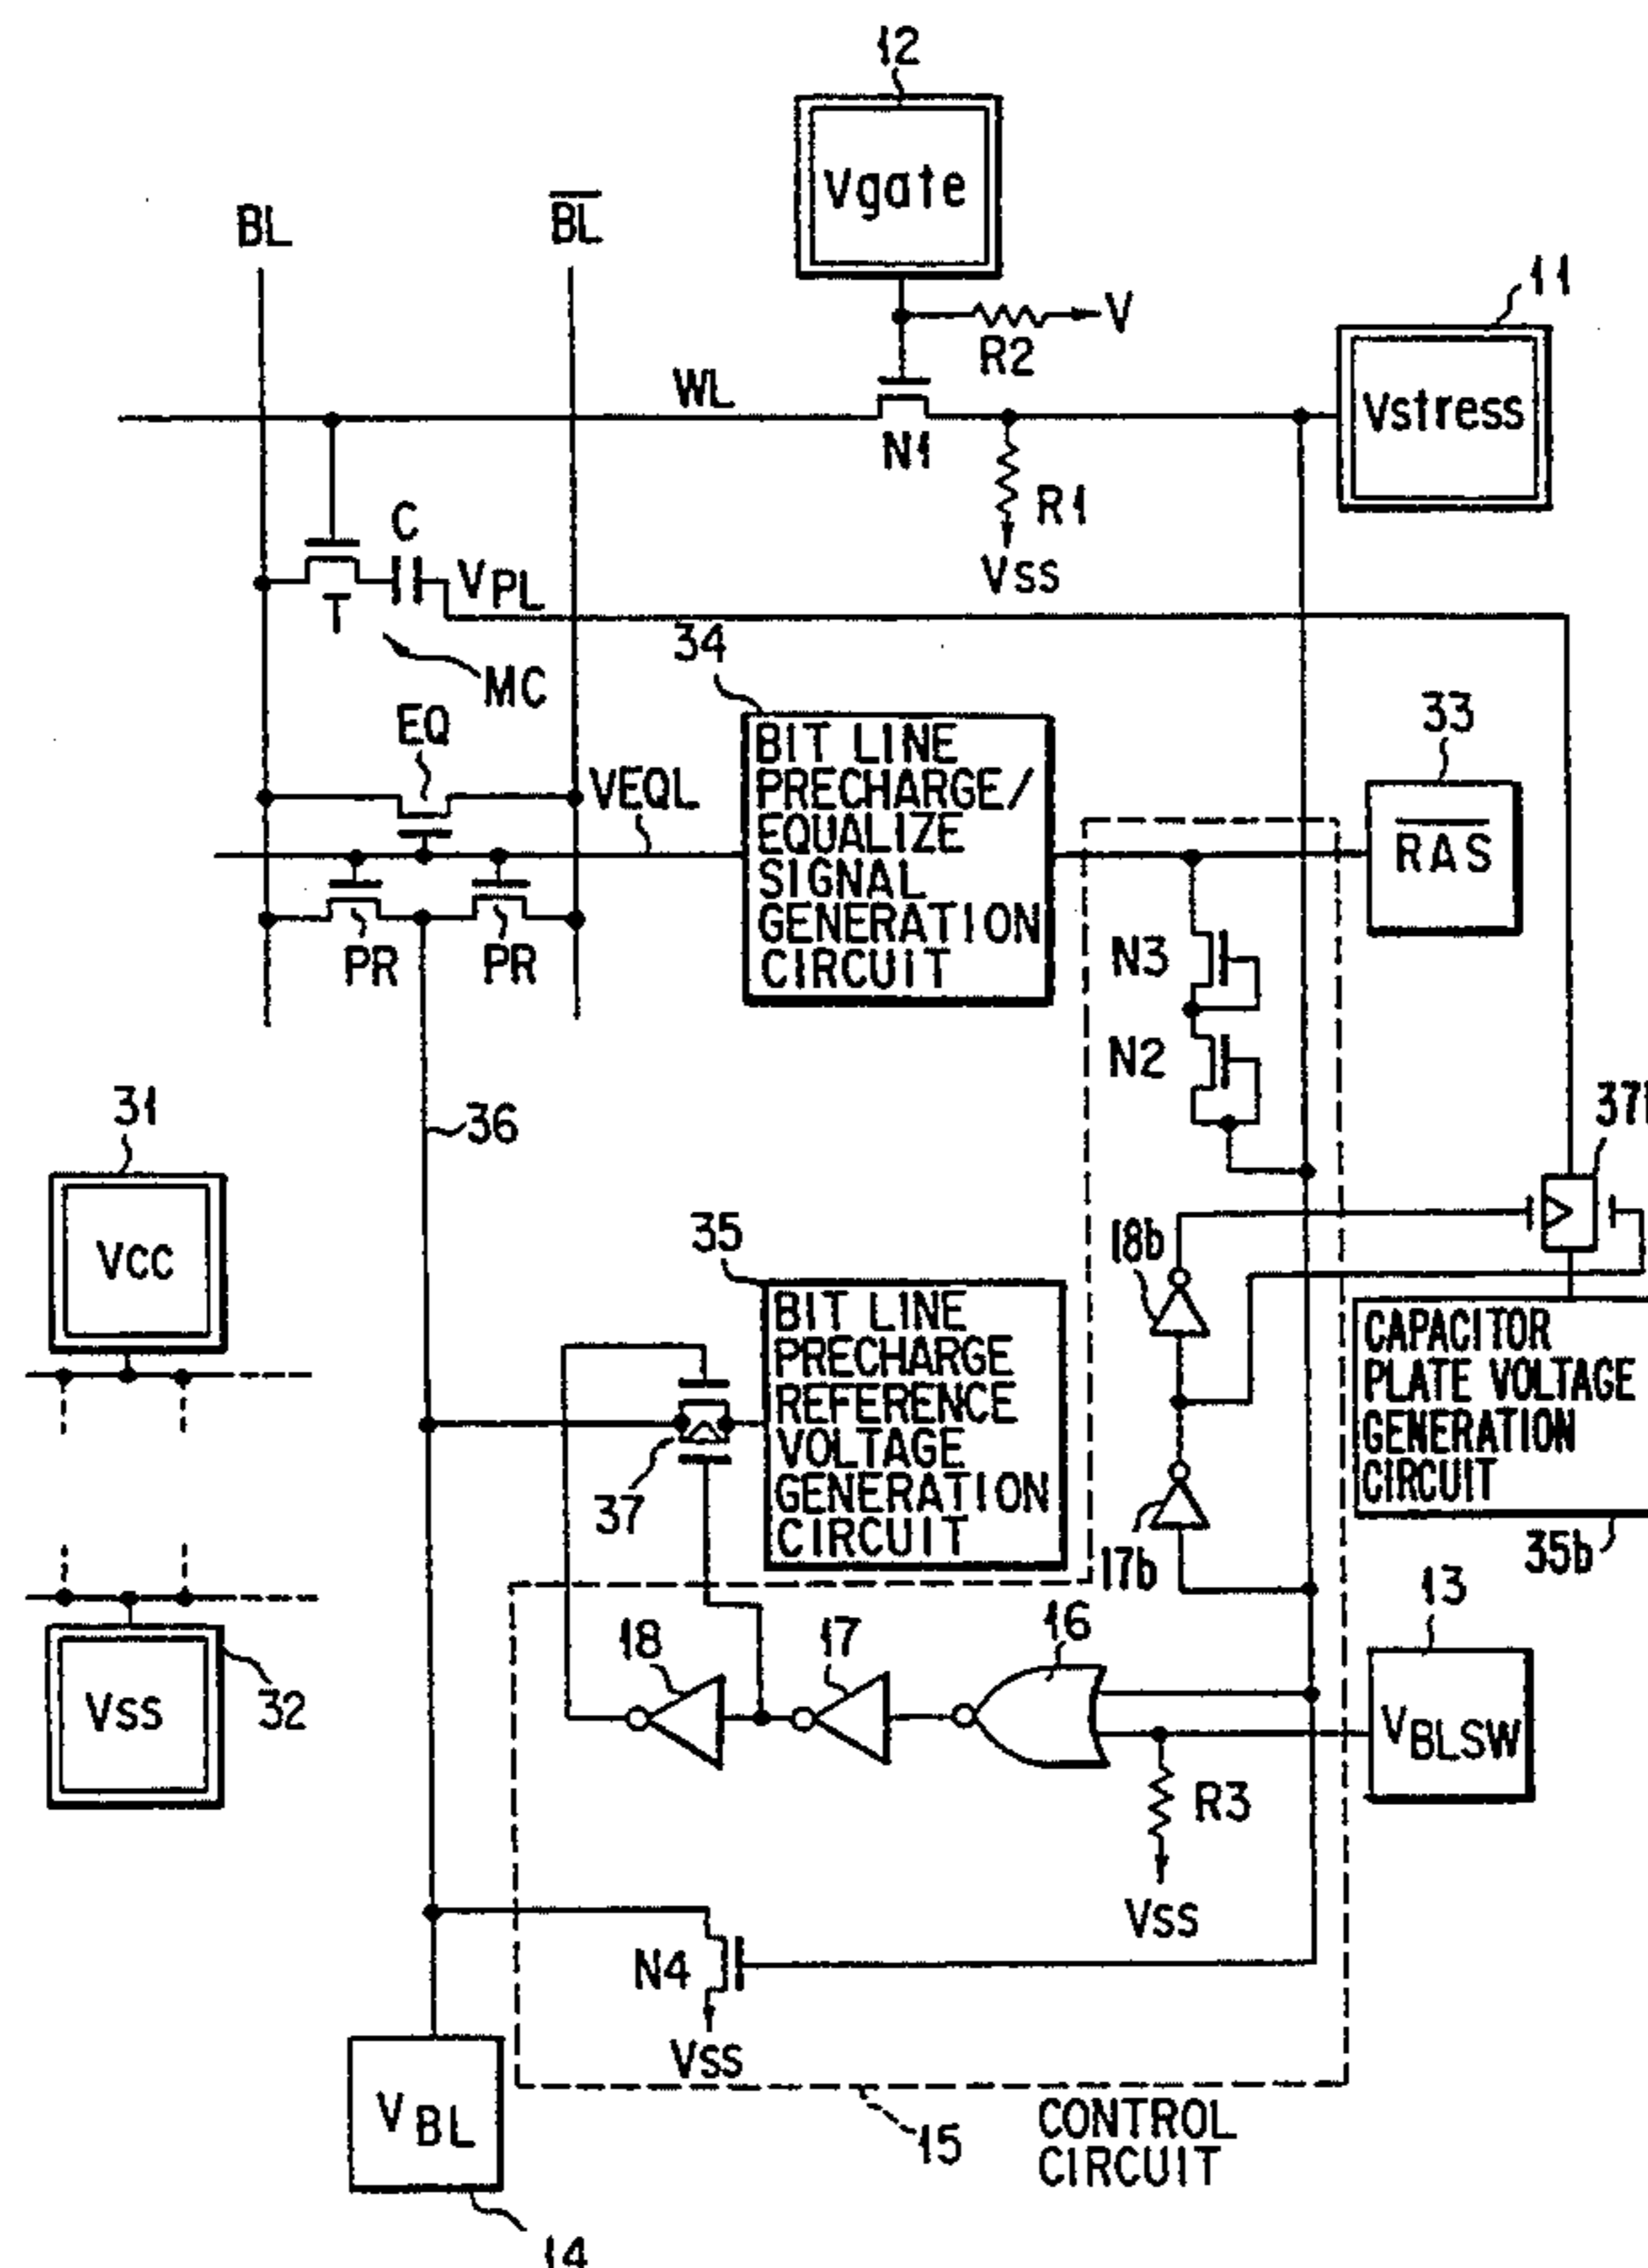 12
Vgate
BL
BL
11
V
R2
WL
Vstress
N1
R1
C
VPL
Vss
34
MC
EQ
BIT LINE
PRECHARGE/
EQUALIZE
SIGNAL
GENERATION
CIRCUIT
33
VEQL
RAS
PR
PR
N3
N2
31
36
Vcc
35
18b
BIT LINE
PRECHARGE
REFERENCE
VOLTAGE
GENERATION
CIRCUIT
CAPACITOR
PLATE VOLTAGE
GENERATION
CIRCUIT
37
17b
35b
13
18
17
16
Vss
32
VBLSW
R3
Vss
N4
Vss
VBL
15
CONTROL
CIRCUIT
14